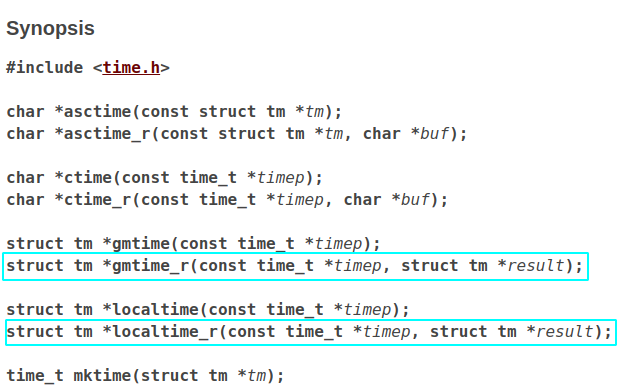 Synopsis
#include <time.h>
char *asctime(const struct tm *tm);
char *asctime_r(const struct tm *tm, char *buf);
char *ctime(const time_t *timep);
char *ctime_r(const time_t *timep, char *buf);
struct tm *gmtime(const time_t *timep);
struct tm *gmtime_r(const time_t *timep, struct tm *result);
struct tm *localtime(const time_t *timep);
struct tm *localtime_r(const time_t *timep, struct tm *result);
time_t mktime(struct tm *tm);